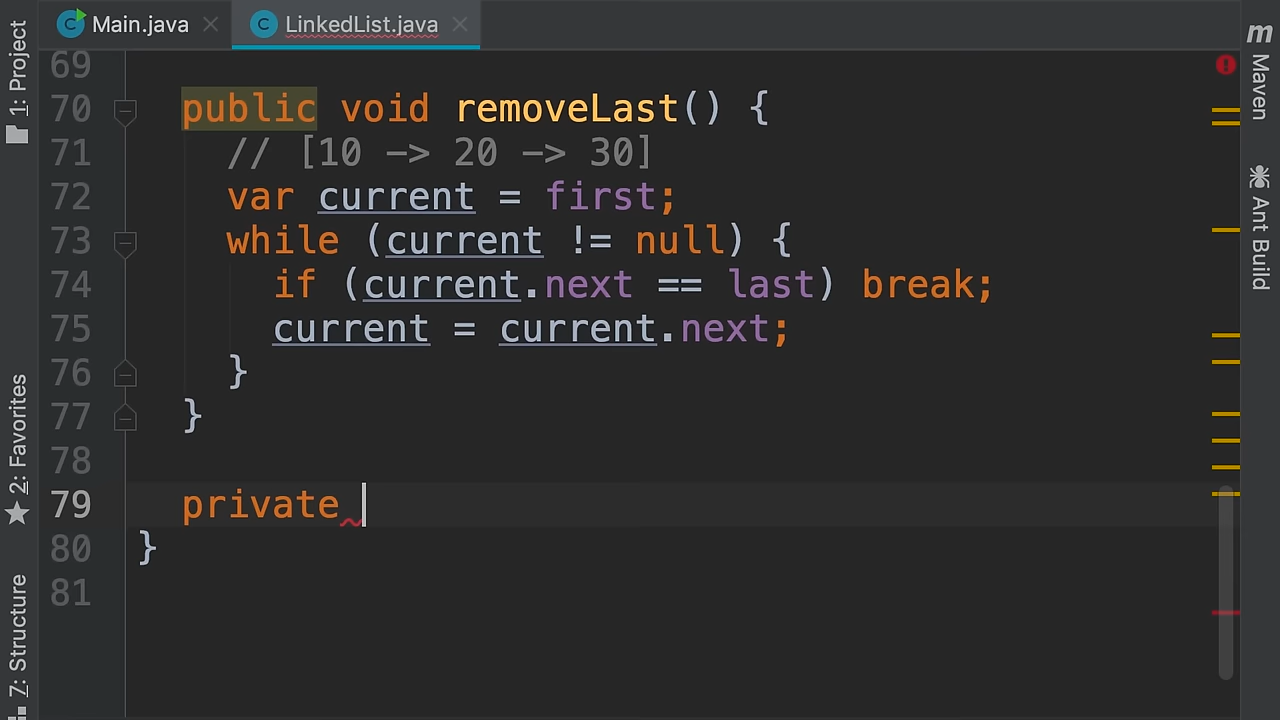 Main.java
LinkedList.java
1: Project
2: Favorites
7: Structure
69
70 public void removeLast() {
71 // [10 -> 20 -> 30]
72 var current = first;
73 while (current != null) {
74 if (current.next == last) break;
75 current = current.next;
76 }
77 }
78
79 private
80 }
81
m
Maven
Ant Build